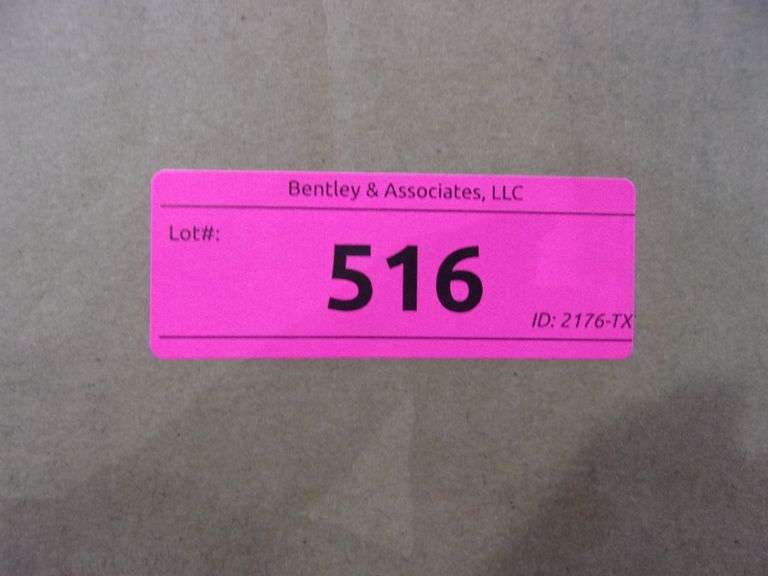 Bentley & Associates, LLC
Lot#:
516
ID: 2176-TX